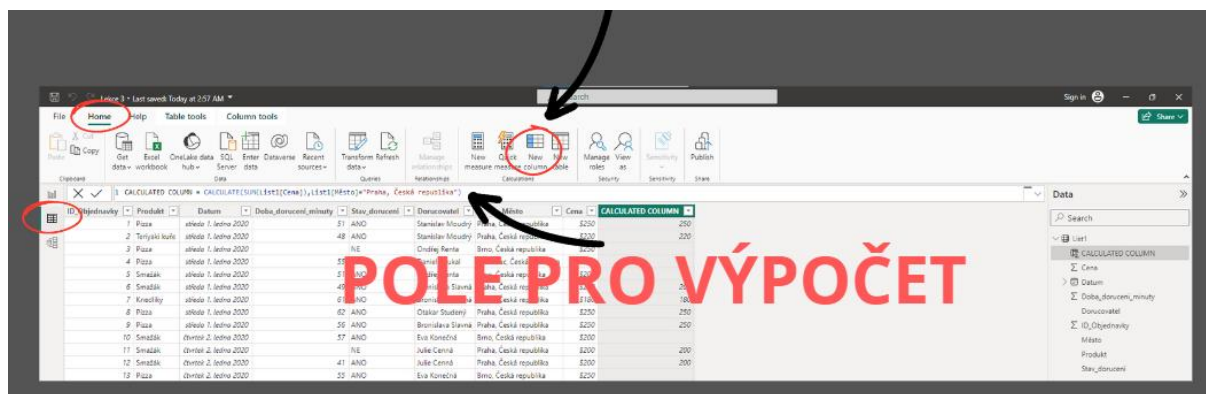 Lekce 3 • Last saved: Today at 2:57 AM
Search
Sign in
File Home Help Table tools Column tools
Share
Paste
Cut
Copy
Get data
Excel workbook
OneLake data hub
SQL Server
Enter data
Dataverse
Recent sources
Transform data
Refresh
Manage relationships
New measure
Quick measure
New column
New table
Manage roles
View as
Sensitivity
Publish
Clipboard
Data
Queries
Relationships
Calculations
Security
Sensitivity
Share
1 CALCULATED COLUMN = CALCULATE(SUM(List1[Cena]),List1[Město]="Praha, Česká republika")
ID_Objednavky Produkt Datum Doba_doruceni_minuty Stav_doruceni Dorucovatel Město Cena CALCULATED COLUMN
1 Pizza středa 1. ledna 2020 51 ANO Stanislav Moudrý Praha, Česká republika $250 250
2 Teriyaki kuře středa 1. ledna 2020 48 ANO Stanislav Moudrý Praha, Česká republika $220 220
3 Pizza středa 1. ledna 2020 NE Ondřej Renta Brno, Česká republika $250
4 Pizza středa 1. ledna 2020 55
5 Smažák středa 1. ledna 2020 51 ANO
6 Smažák středa 1. ledna 2020 49
7 Knedlíky středa 1. ledna 2020 61 $180 180
8 Pizza středa 1. ledna 2020 62 ANO Otakar Studený Praha, Česká republika $250 250
9 Pizza středa 1. ledna 2020 56 ANO Bronislava Slavná Praha, Česká republika $250 250
10 Smažák čtvrtek 2. ledna 2020 57 ANO Eva Konečná Brno, Česká republika $200
11 Smažák čtvrtek 2. ledna 2020 NE Julie Cenná Praha, Česká republika $200 200
12 Smažák čtvrtek 2. ledna 2020 41 ANO Julie Cenná Praha, Česká republika $200 200
13 Pizza čtvrtek 2. ledna 2020 55 ANO Eva Konečná Brno, Česká republika $250
POLE PRO VÝPOČET
Data
Search
List1
CALCULATED COLUMN
Cena
Datum
Doba_doruceni_minuty
Dorucovatel
ID_Objednavky
Město
Produkt
Stav_doruceni